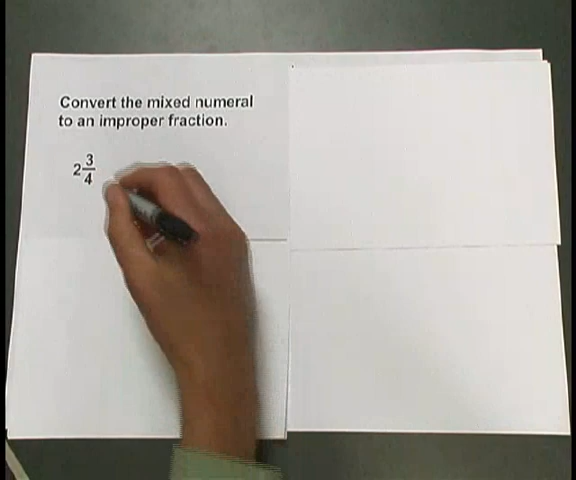 Convert the mixed numeral
to an improper fraction.
2 3/4